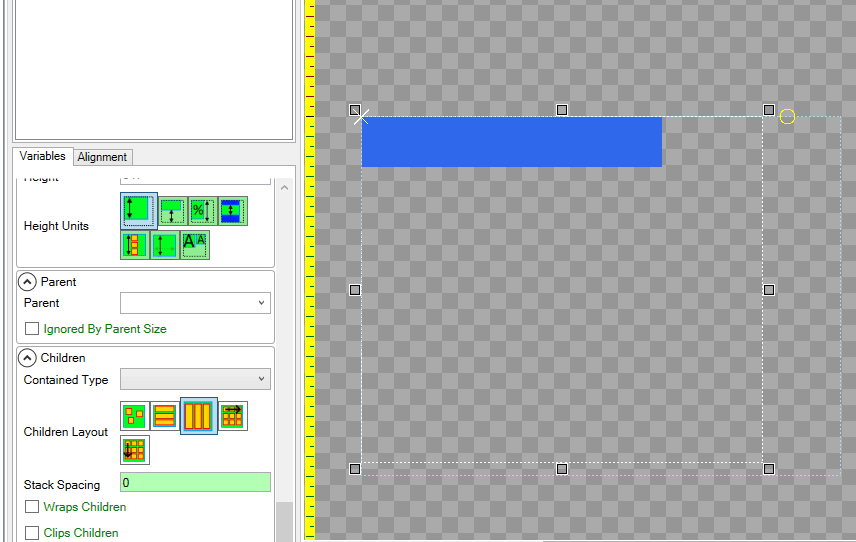 Variables Alignment
Height
Height Units
%
A A
Parent
Parent
Ignored By Parent Size
Children
Contained Type
Children Layout
Stack Spacing 0
Wraps Children
Clips Children